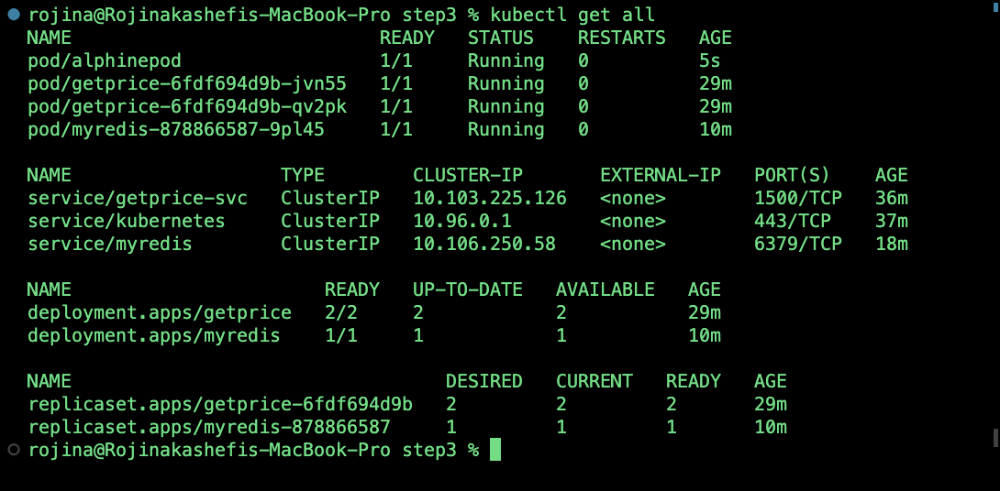 rojina@Rojinakashefis-MacBook-Pro step3 % kubectl get all
NAME                            READY   STATUS    RESTARTS   AGE
pod/alphinepod                  1/1     Running   0          5s
pod/getprice-6fdf694d9b-jvn55   1/1     Running   0          29m
pod/getprice-6fdf694d9b-qv2pk   1/1     Running   0          29m
pod/myredis-878866587-9pl45     1/1     Running   0          10m

NAME                   TYPE        CLUSTER-IP       EXTERNAL-IP   PORT(S)    AGE
service/getprice-svc   ClusterIP   10.103.225.126   <none>        1500/TCP   36m
service/kubernetes     ClusterIP   10.96.0.1        <none>        443/TCP    37m
service/myredis        ClusterIP   10.106.250.58    <none>        6379/TCP   18m

NAME                       READY   UP-TO-DATE   AVAILABLE   AGE
deployment.apps/getprice   2/2     2            2           29m
deployment.apps/myredis    1/1     1            1           10m

NAME                                  DESIRED   CURRENT   READY   AGE
replicaset.apps/getprice-6fdf694d9b   2         2         2       29m
replicaset.apps/myredis-878866587     1         1         1       10m
rojina@Rojinakashefis-MacBook-Pro step3 %